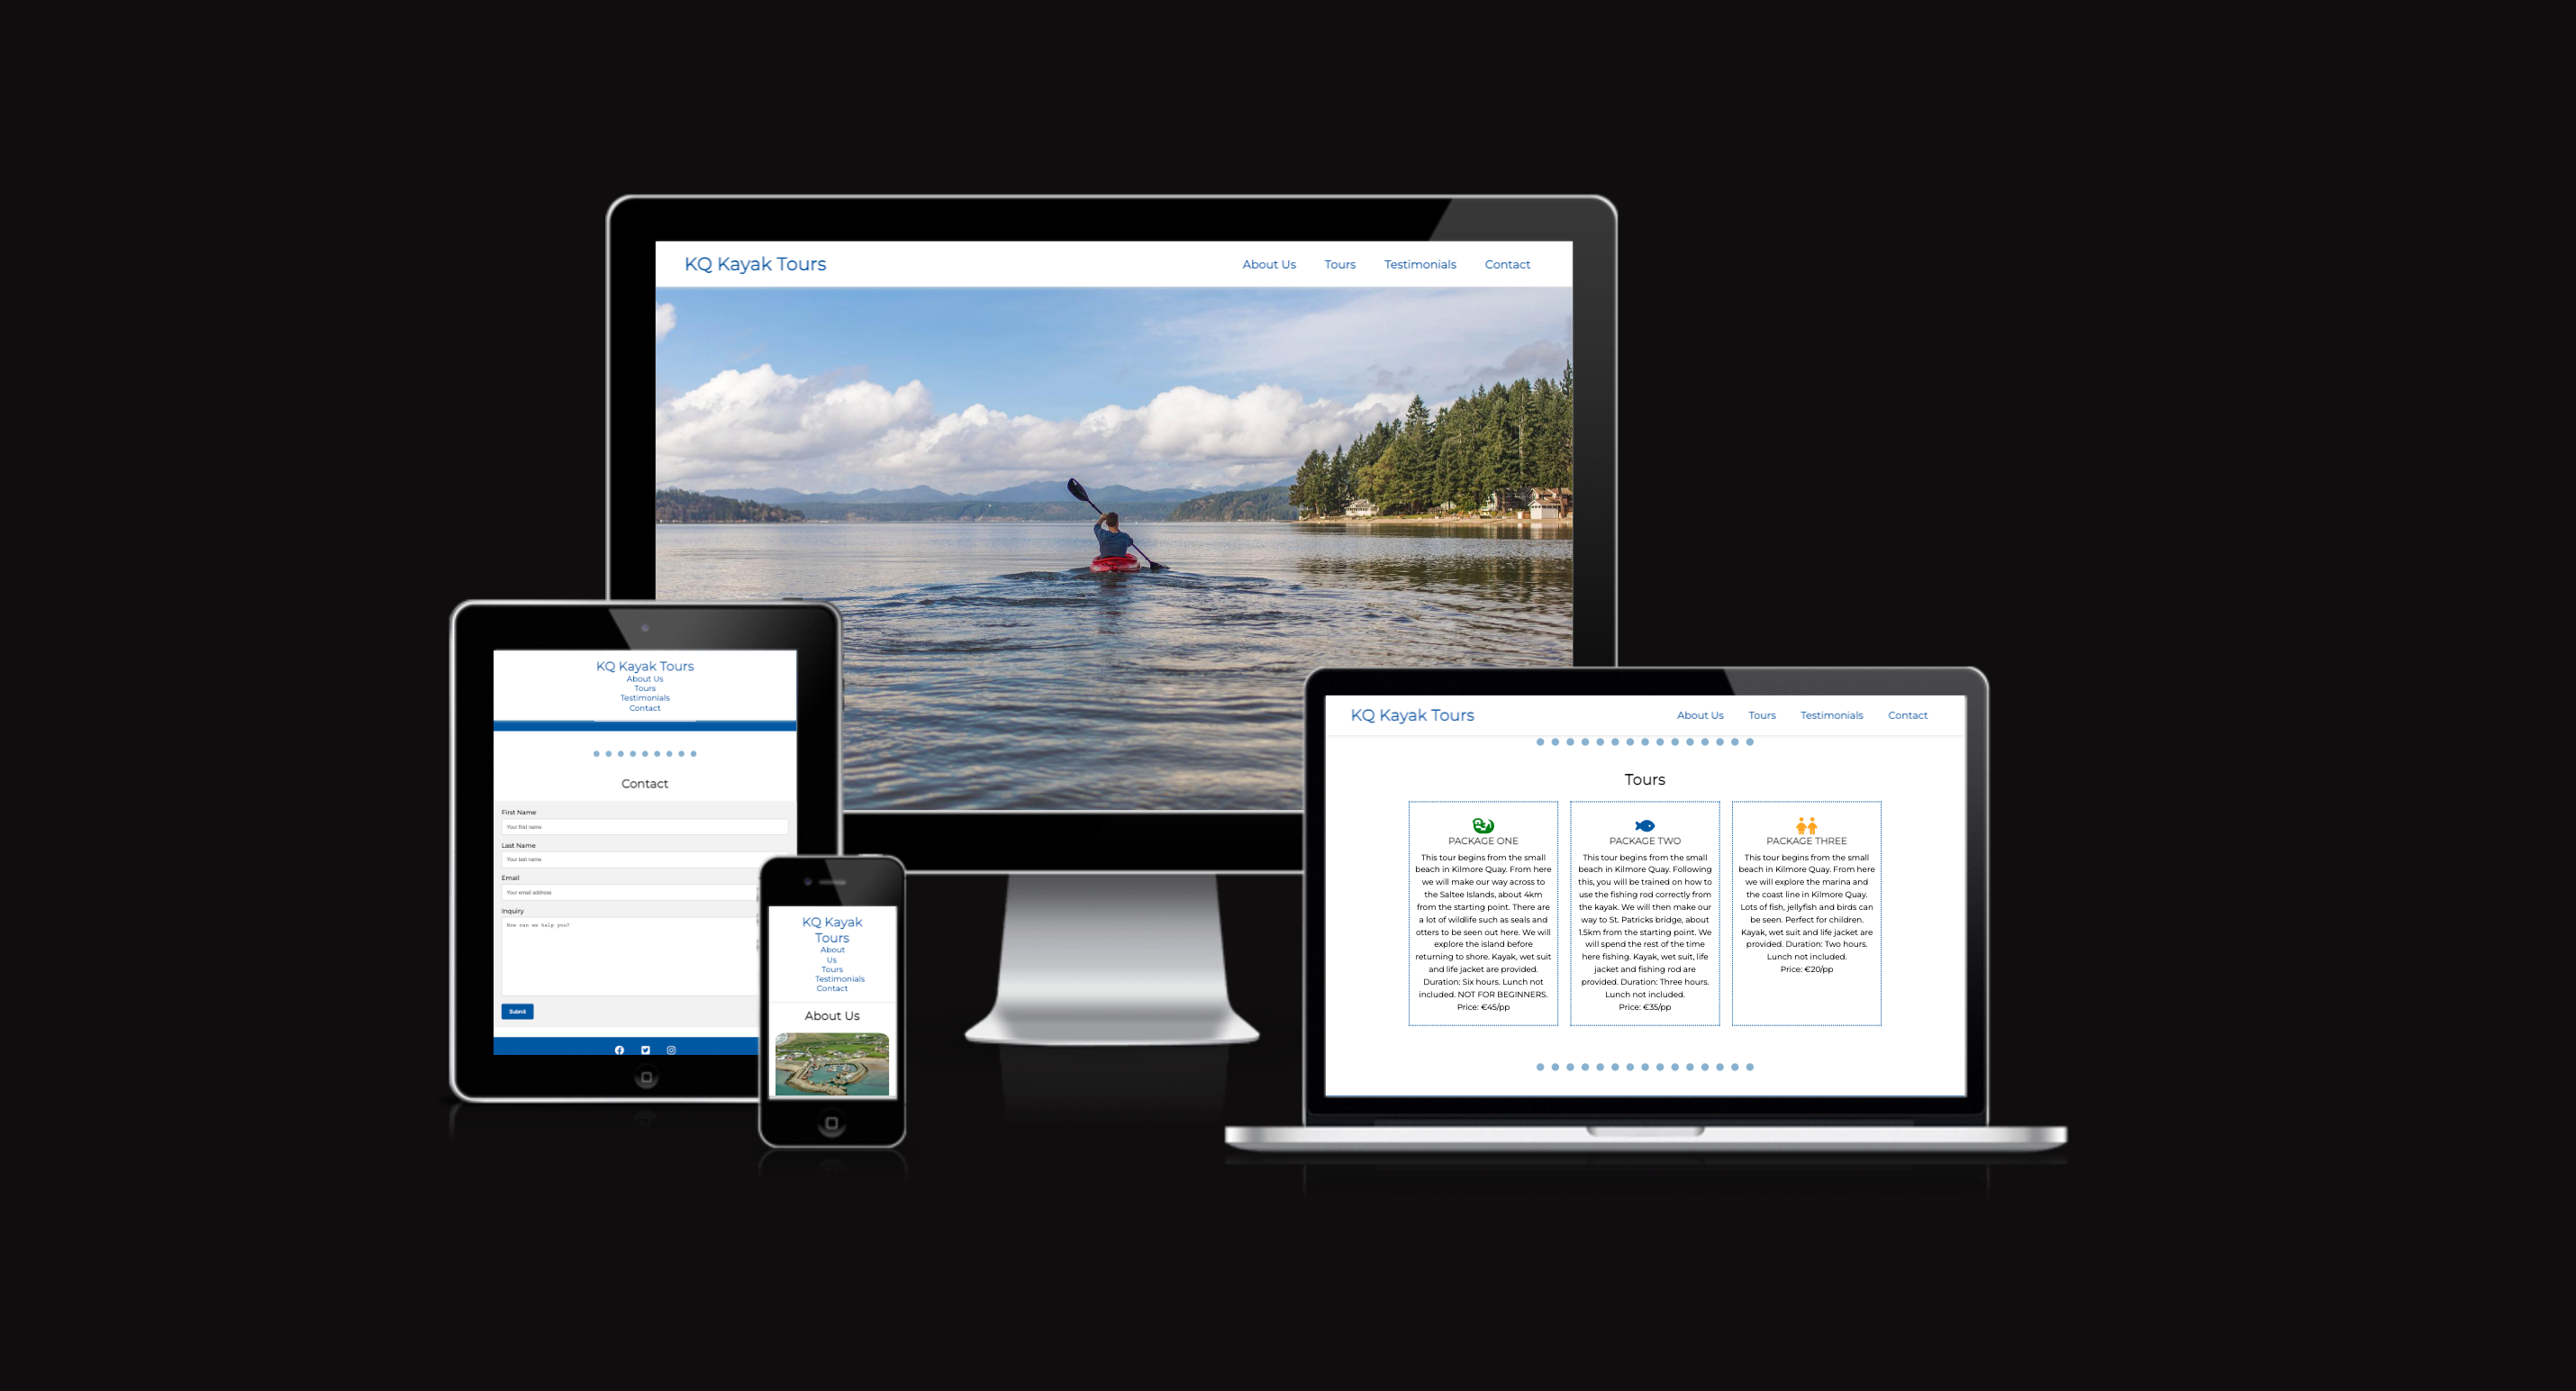 KQ Kayak Tours
About Us Tours Testimonials Contact
KQ Kayak Tours
About Us
Tours
Testimonials
Contact
Contact
First Name
Your first name
Last Name
Your last name
Email
Your email address
Inquiry
How can we help you?
Submit
KQ Kayak
Tours
About
Us
Tours
Testimonials
Contact
About Us
KQ Kayak Tours
About Us Tours Testimonials Contact
Tours
PACKAGE ONE
This tour begins from the small
beach in Kilmore Quay. From here
we will make our way across to
the Saltee Islands, about 4km
from the starting point. There are
a lot of wildlife such as seals and
otters to be seen out here. We will
explore the island before
returning to shore. Kayak, wet suit
and life jacket are provided.
Duration: Six hours. Lunch not
included. NOT FOR BEGINNERS.
Price: €45/pp
PACKAGE TWO
This tour begins from the small
beach in Kilmore Quay. Following
this, you will be trained on how to
use the fishing rod correctly from
the kayak. We will then make our
way to St. Patricks bridge, about
1.5km from the starting point. We
will spend the rest of the time
here fishing. Kayak, wet suit, life
jacket and fishing rod are
provided. Duration: Three hours.
Lunch not included.
Price: €35/pp
PACKAGE THREE
This tour begins from the small
beach in Kilmore Quay. From here
we will explore the marina and
the coast line in Kilmore Quay.
Lots of fish, jellyfish and birds can
be seen. Perfect for children.
Kayak, wet suit and life jacket are
provided. Duration: Two hours.
Lunch not included.
Price: €20/pp